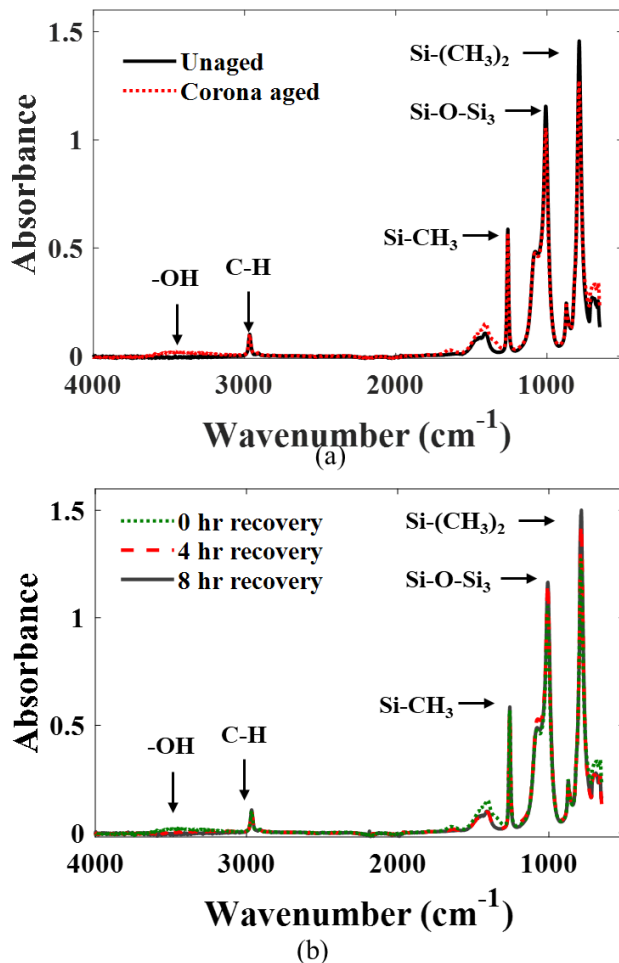 1.5
Si-(CH₃)₂
Unaged
Corona aged
Si-O-Si₃
1
Absorbance
Si-CH₃
0.5
C-H
-OH
0
4000 3000 2000 1000
Wavenumber (cm⁻¹)
(a)
1.5
Si-(CH₃)₂
0 hr recovery
4 hr recovery
8 hr recovery
Si-O-Si₃
1
Absorbance
Si-CH₃
0.5
C-H
-OH
0
4000 3000 2000 1000
Wavenumber (cm⁻¹)
(b)